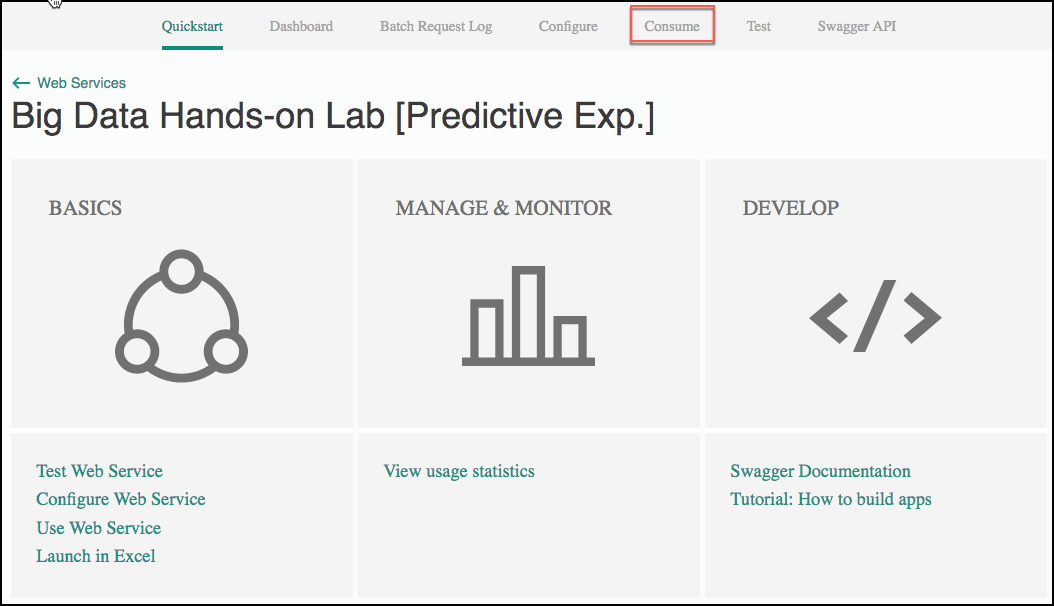 Quickstart Dashboard Batch Request Log Configure Consume Test Swagger API
← Web Services
Big Data Hands-on Lab [Predictive Exp.]
BASICS
MANAGE & MONITOR
DEVELOP
Test Web Service
Configure Web Service
Use Web Service
Launch in Excel
View usage statistics
Swagger Documentation
Tutorial: How to build apps